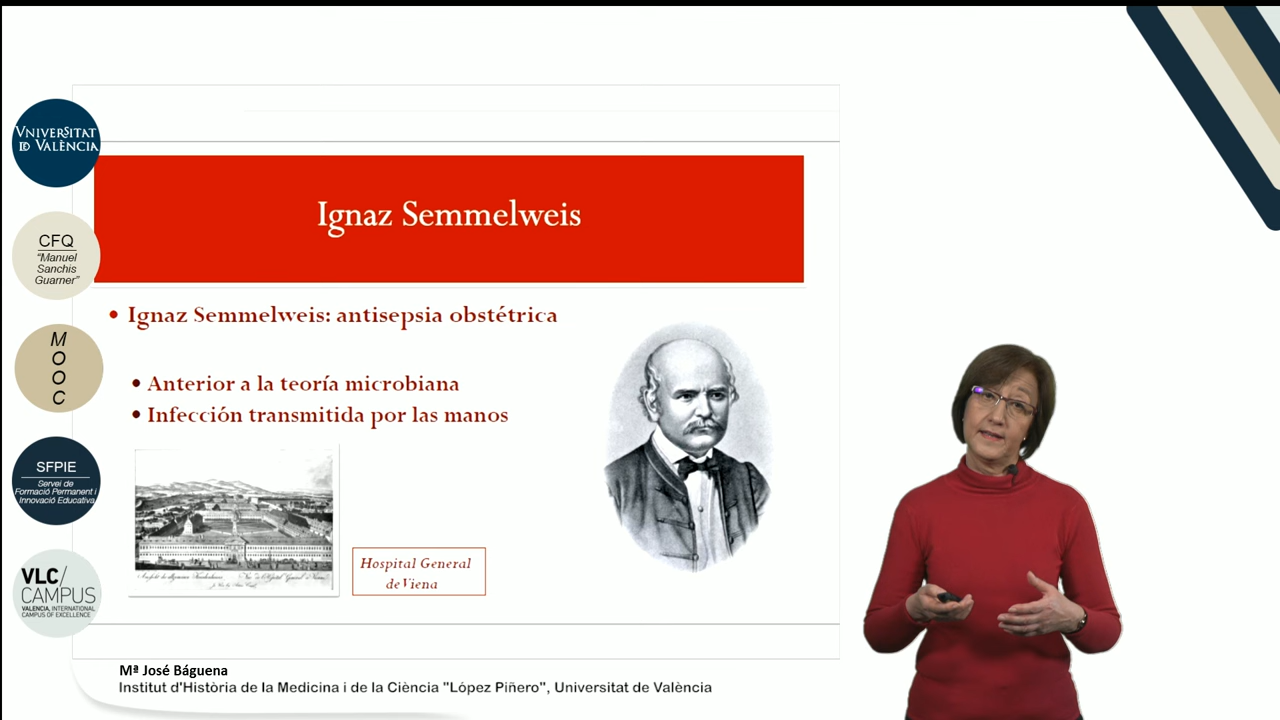 VNIVERSITAT
D VALÈNCIA
CFQ
"Manuel
Sanchis
Guarner"
M
O
O
C
SFPIE
Servei de
Formació Permanent i
Innovació Educativa
VLC/
CAMPUS
VALENCIA, INTERNATIONAL
CAMPUS OF EXCELLENCE
Ignaz Semmelweis
• Ignaz Semmelweis: antisepsia obstétrica
• Anterior a la teoría microbiana
• Infección transmitida por las manos
Hospital General
de Viena
Mª José Báguena
Institut d'Història de la Medicina i de la Ciència "López Piñero", Universitat de València